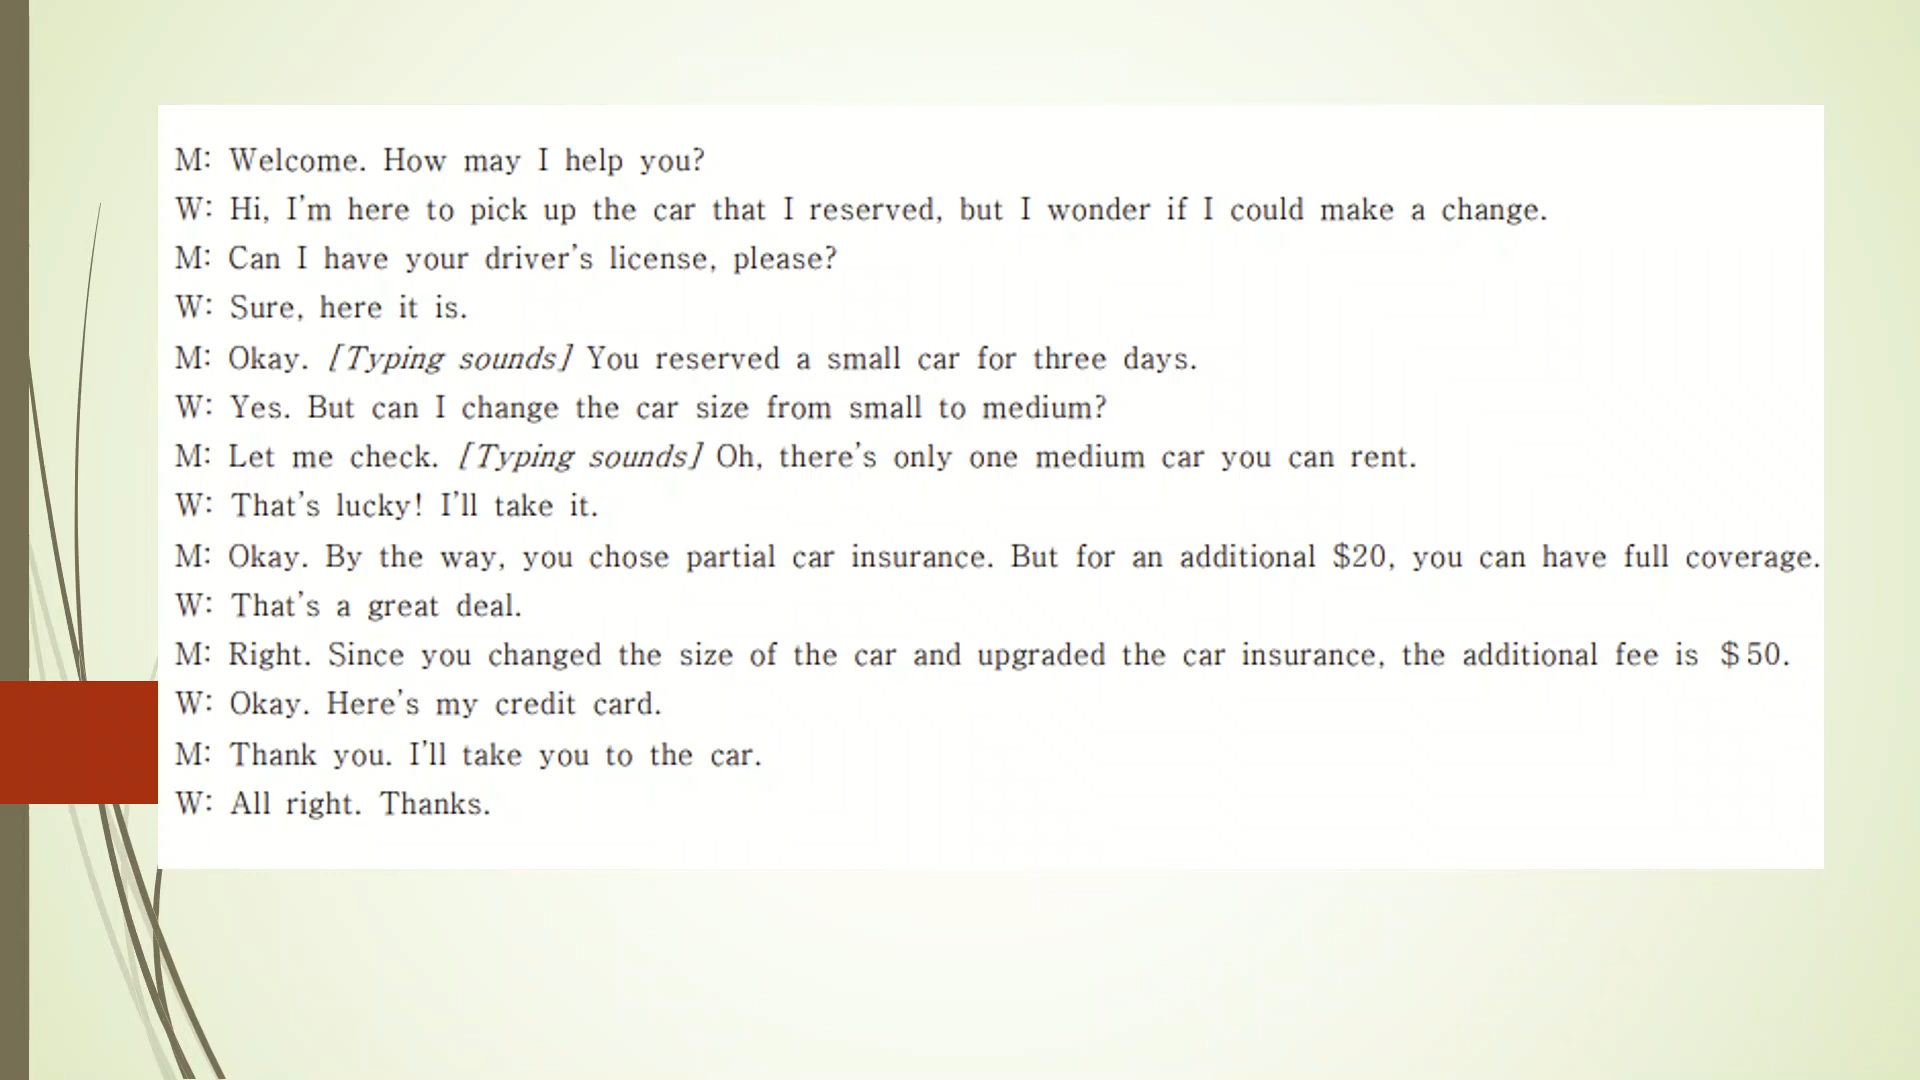 M: Welcome. How may I help you?
W: Hi, I'm here to pick up the car that I reserved, but I wonder if I could make a change.
M: Can I have your driver's license, please?
W: Sure, here it is.
M: Okay. [Typing sounds] You reserved a small car for three days.
W: Yes. But can I change the car size from small to medium?
M: Let me check. [Typing sounds] Oh, there's only one medium car you can rent.
W: That's lucky! I'll take it.
M: Okay. By the way, you chose partial car insurance. But for an additional $20, you can have full coverage.
W: That's a great deal.
M: Right. Since you changed the size of the car and upgraded the car insurance, the additional fee is $50.
W: Okay. Here's my credit card.
M: Thank you. I'll take you to the car.
W: All right. Thanks.